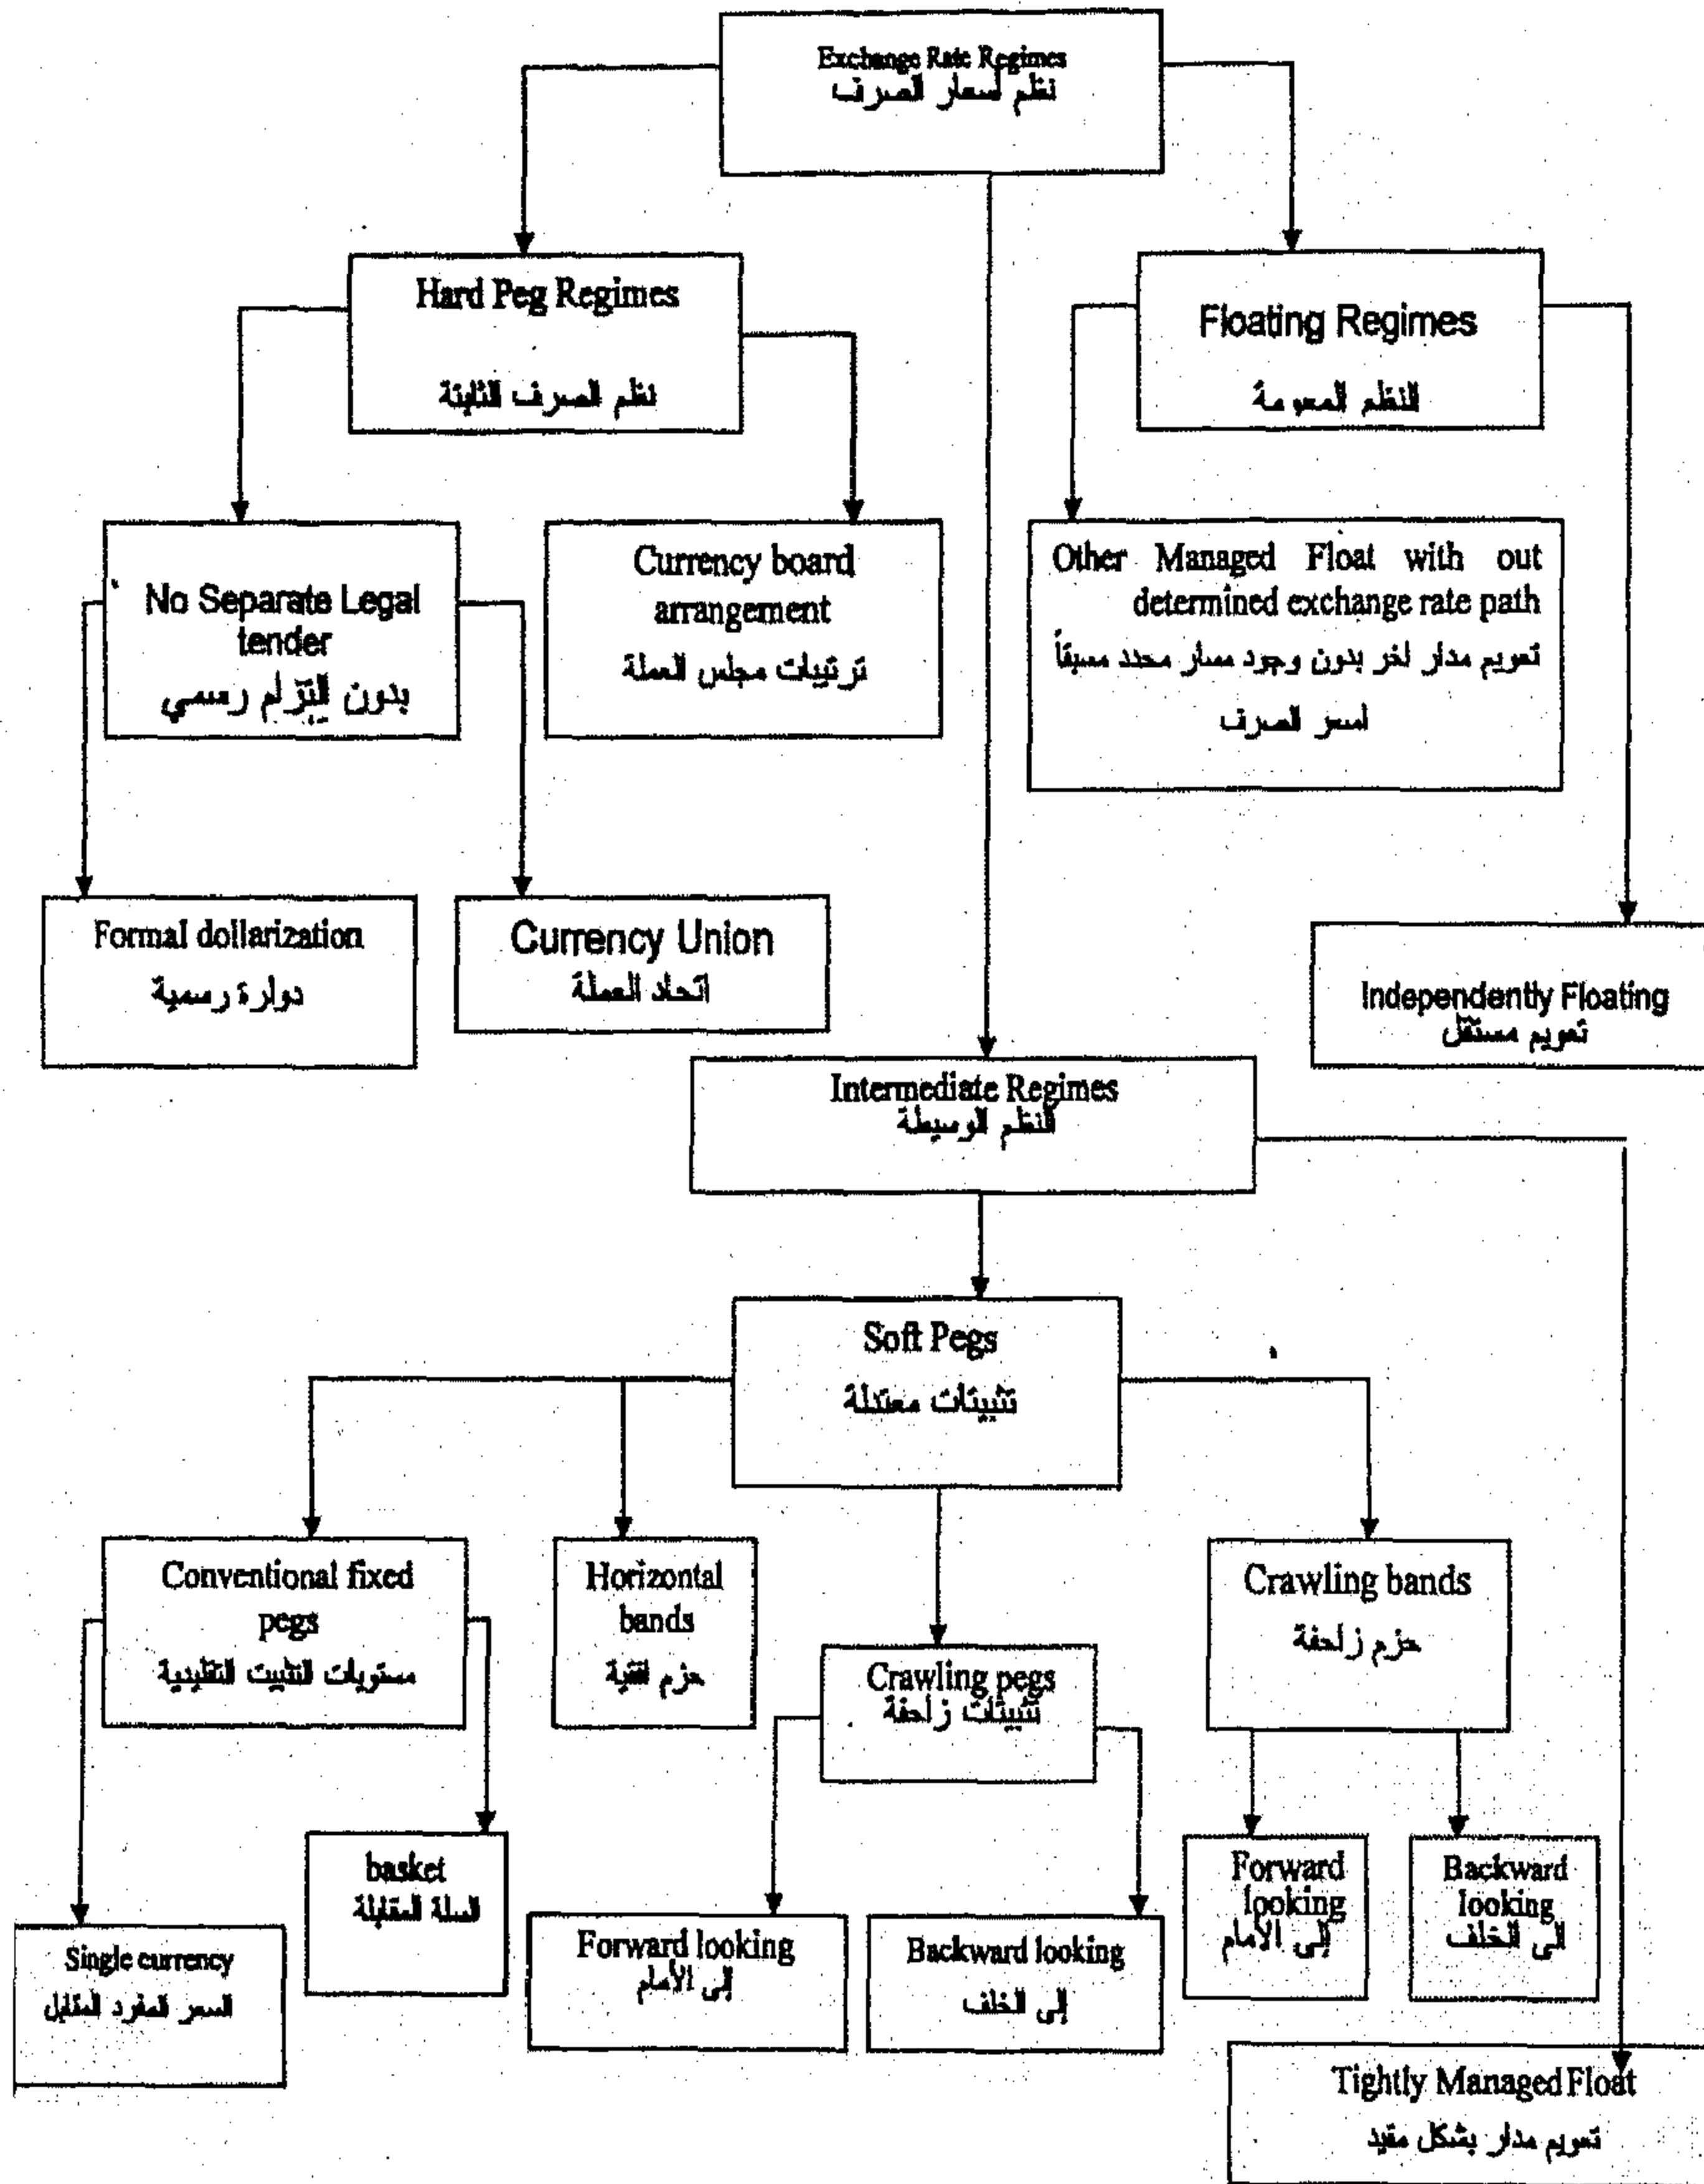 Exchange Rate Regimes
نظم أسعار الصرف
Hard Peg Regimes
نظم الصرف الثابتة
Floating Regimes
النظم المعومة
No Separate Legal
tender
بدون التزام رسمي
Currency board
arrangement
ترتيبات مجلس العملة
Other Managed Float with out
determined exchange rate path
تعويم مدار آخر بدون وجود مسار محدد مسبقاً
لسعر الصرف
Formal dollarization
دولرة رسمية
Currency Union
اتحاد العملة
Independently Floating
تعويم مستقل
Intermediate Regimes
النظم الوسيطة
Soft Pegs
تثبيتات معتدلة
Conventional fixed
pegs
مستويات التثبيت التقليدية
Horizontal
bands
حزم افقية
Crawling pegs
تثبيتات زاحفة
Crawling bands
حزم زاحفة
Single currency
السعر المفرد المقابل
basket
السلة المقابلة
Forward looking
إلى الأمام
Backward looking
إلى الخلف
Forward
looking
إلى الأمام
Backward
looking
الى الخلف
Tightly Managed Float
تعويم مدار بشكل مقيد